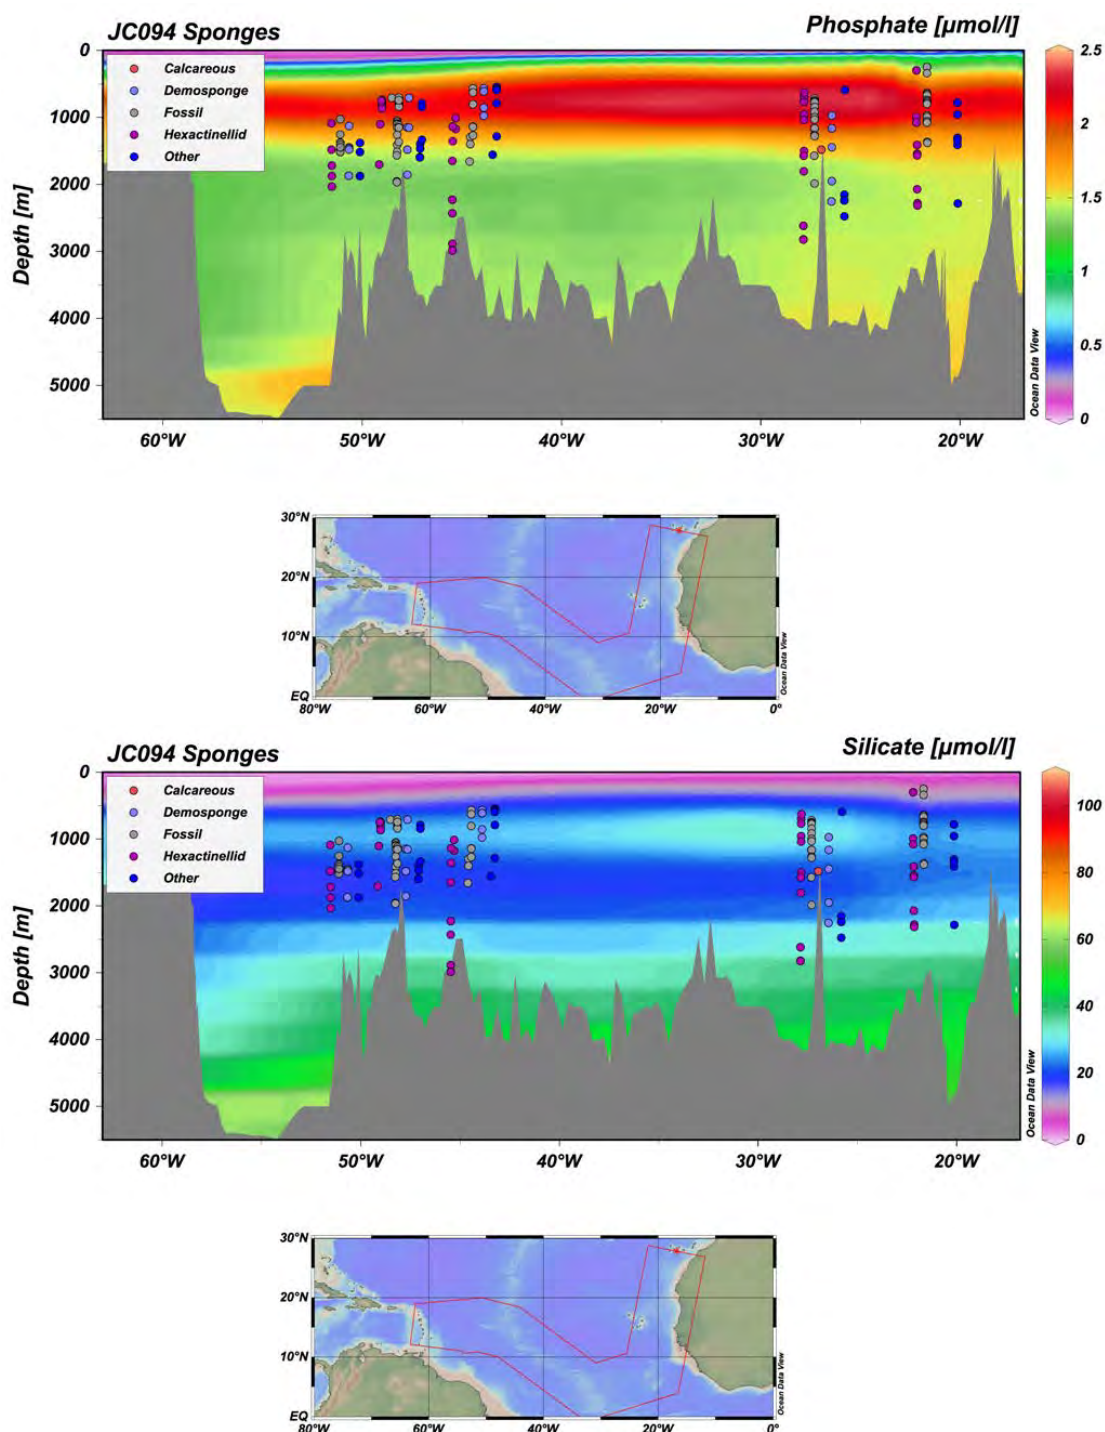 JC094 Sponges
Phosphate [µmol/l]
Calcareous
Demosponge
Fossil
Hexactinellid
Other
0
1000
2000
3000
4000
5000
Depth [m]
60°W
50°W
40°W
30°W
20°W
Ocean Data View
2.5
2
1.5
1
0.5
0
30°N
20°N
10°N
EQ
80°W
60°W
40°W
20°W
0°
Ocean Data View
JC094 Sponges
Silicate [µmol/l]
Calcareous
Demosponge
Fossil
Hexactinellid
Other
0
1000
2000
3000
4000
5000
Depth [m]
60°W
50°W
40°W
30°W
20°W
Ocean Data View
100
80
60
40
20
0
30°N
20°N
10°N
EQ
80°W
60°W
40°W
20°W
0°
Ocean Data View